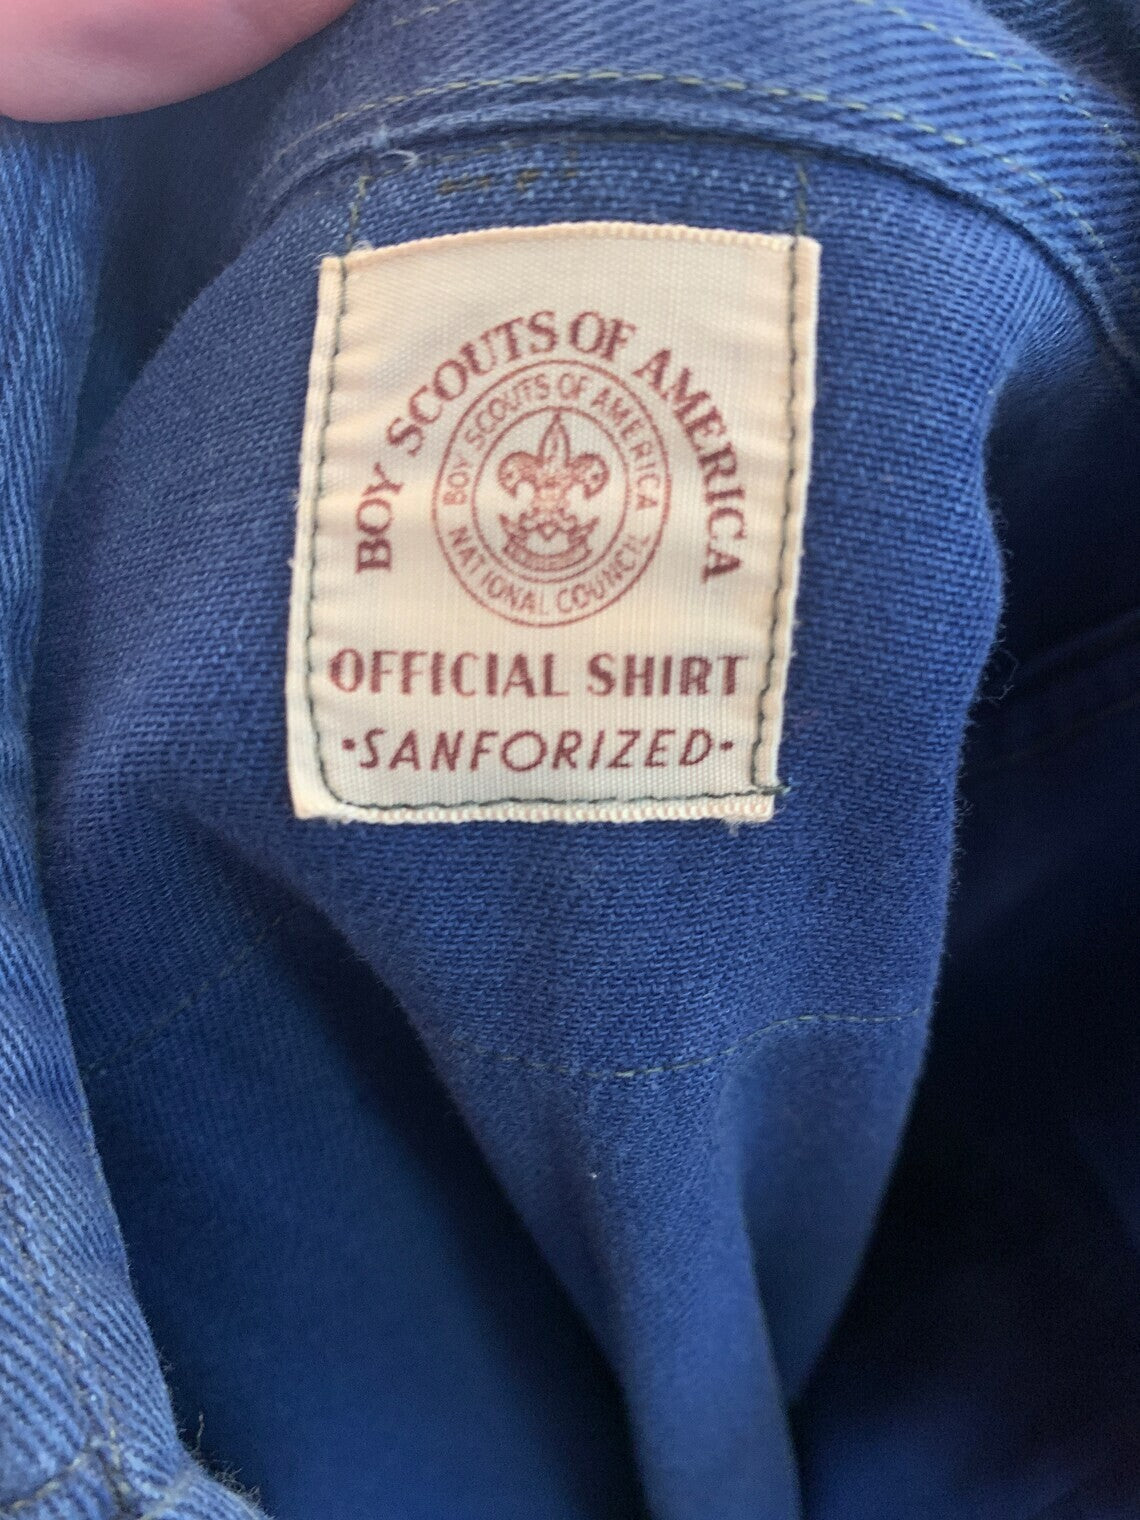 BOY SCOUTS OF AMERICA
BOY SCOUTS OF AMERICA
NATIONAL COUNCIL
OFFICIAL SHIRT
·SANFORIZED·